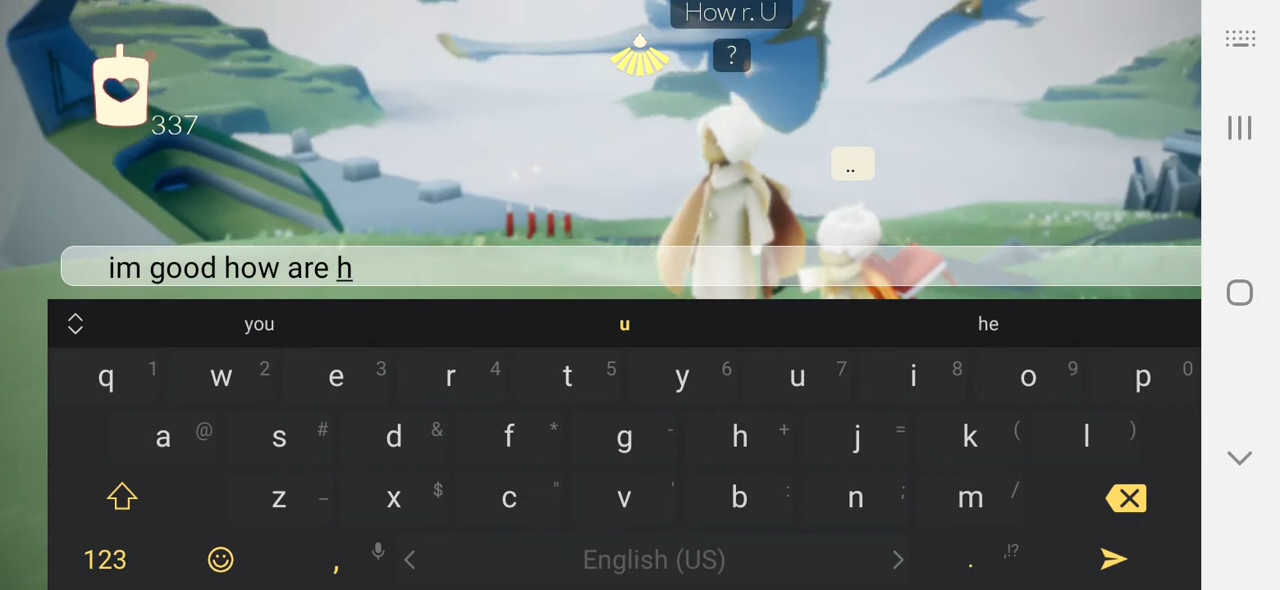 How r. U
?
337
..
im good how are h
you u he
q 1 w 2 e 3 r 4 t 5 y 6 u 7 i 8 o 9 p 0
a @ s # d & f * g - h + j = k ( l )
z _ x $ c " v ' b : n ; m /
123 , < English (US) > . ,!?